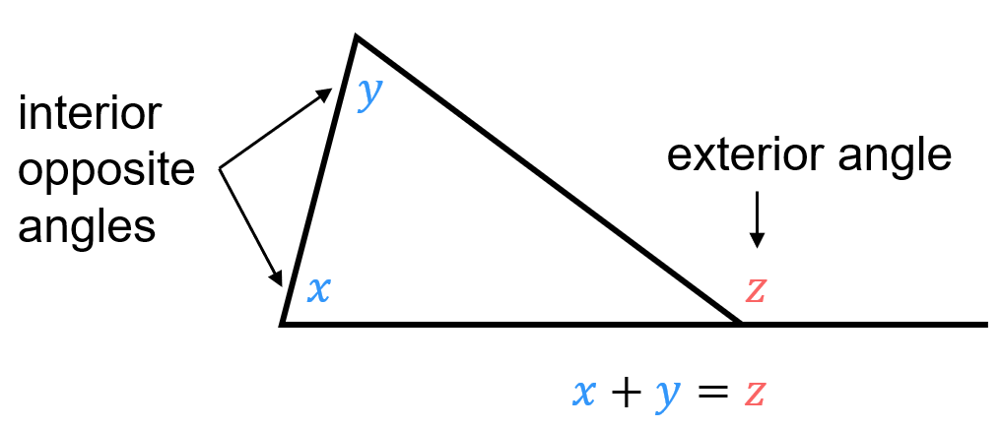 y
interior
opposite
angles
exterior angle
x
z
x + y = z